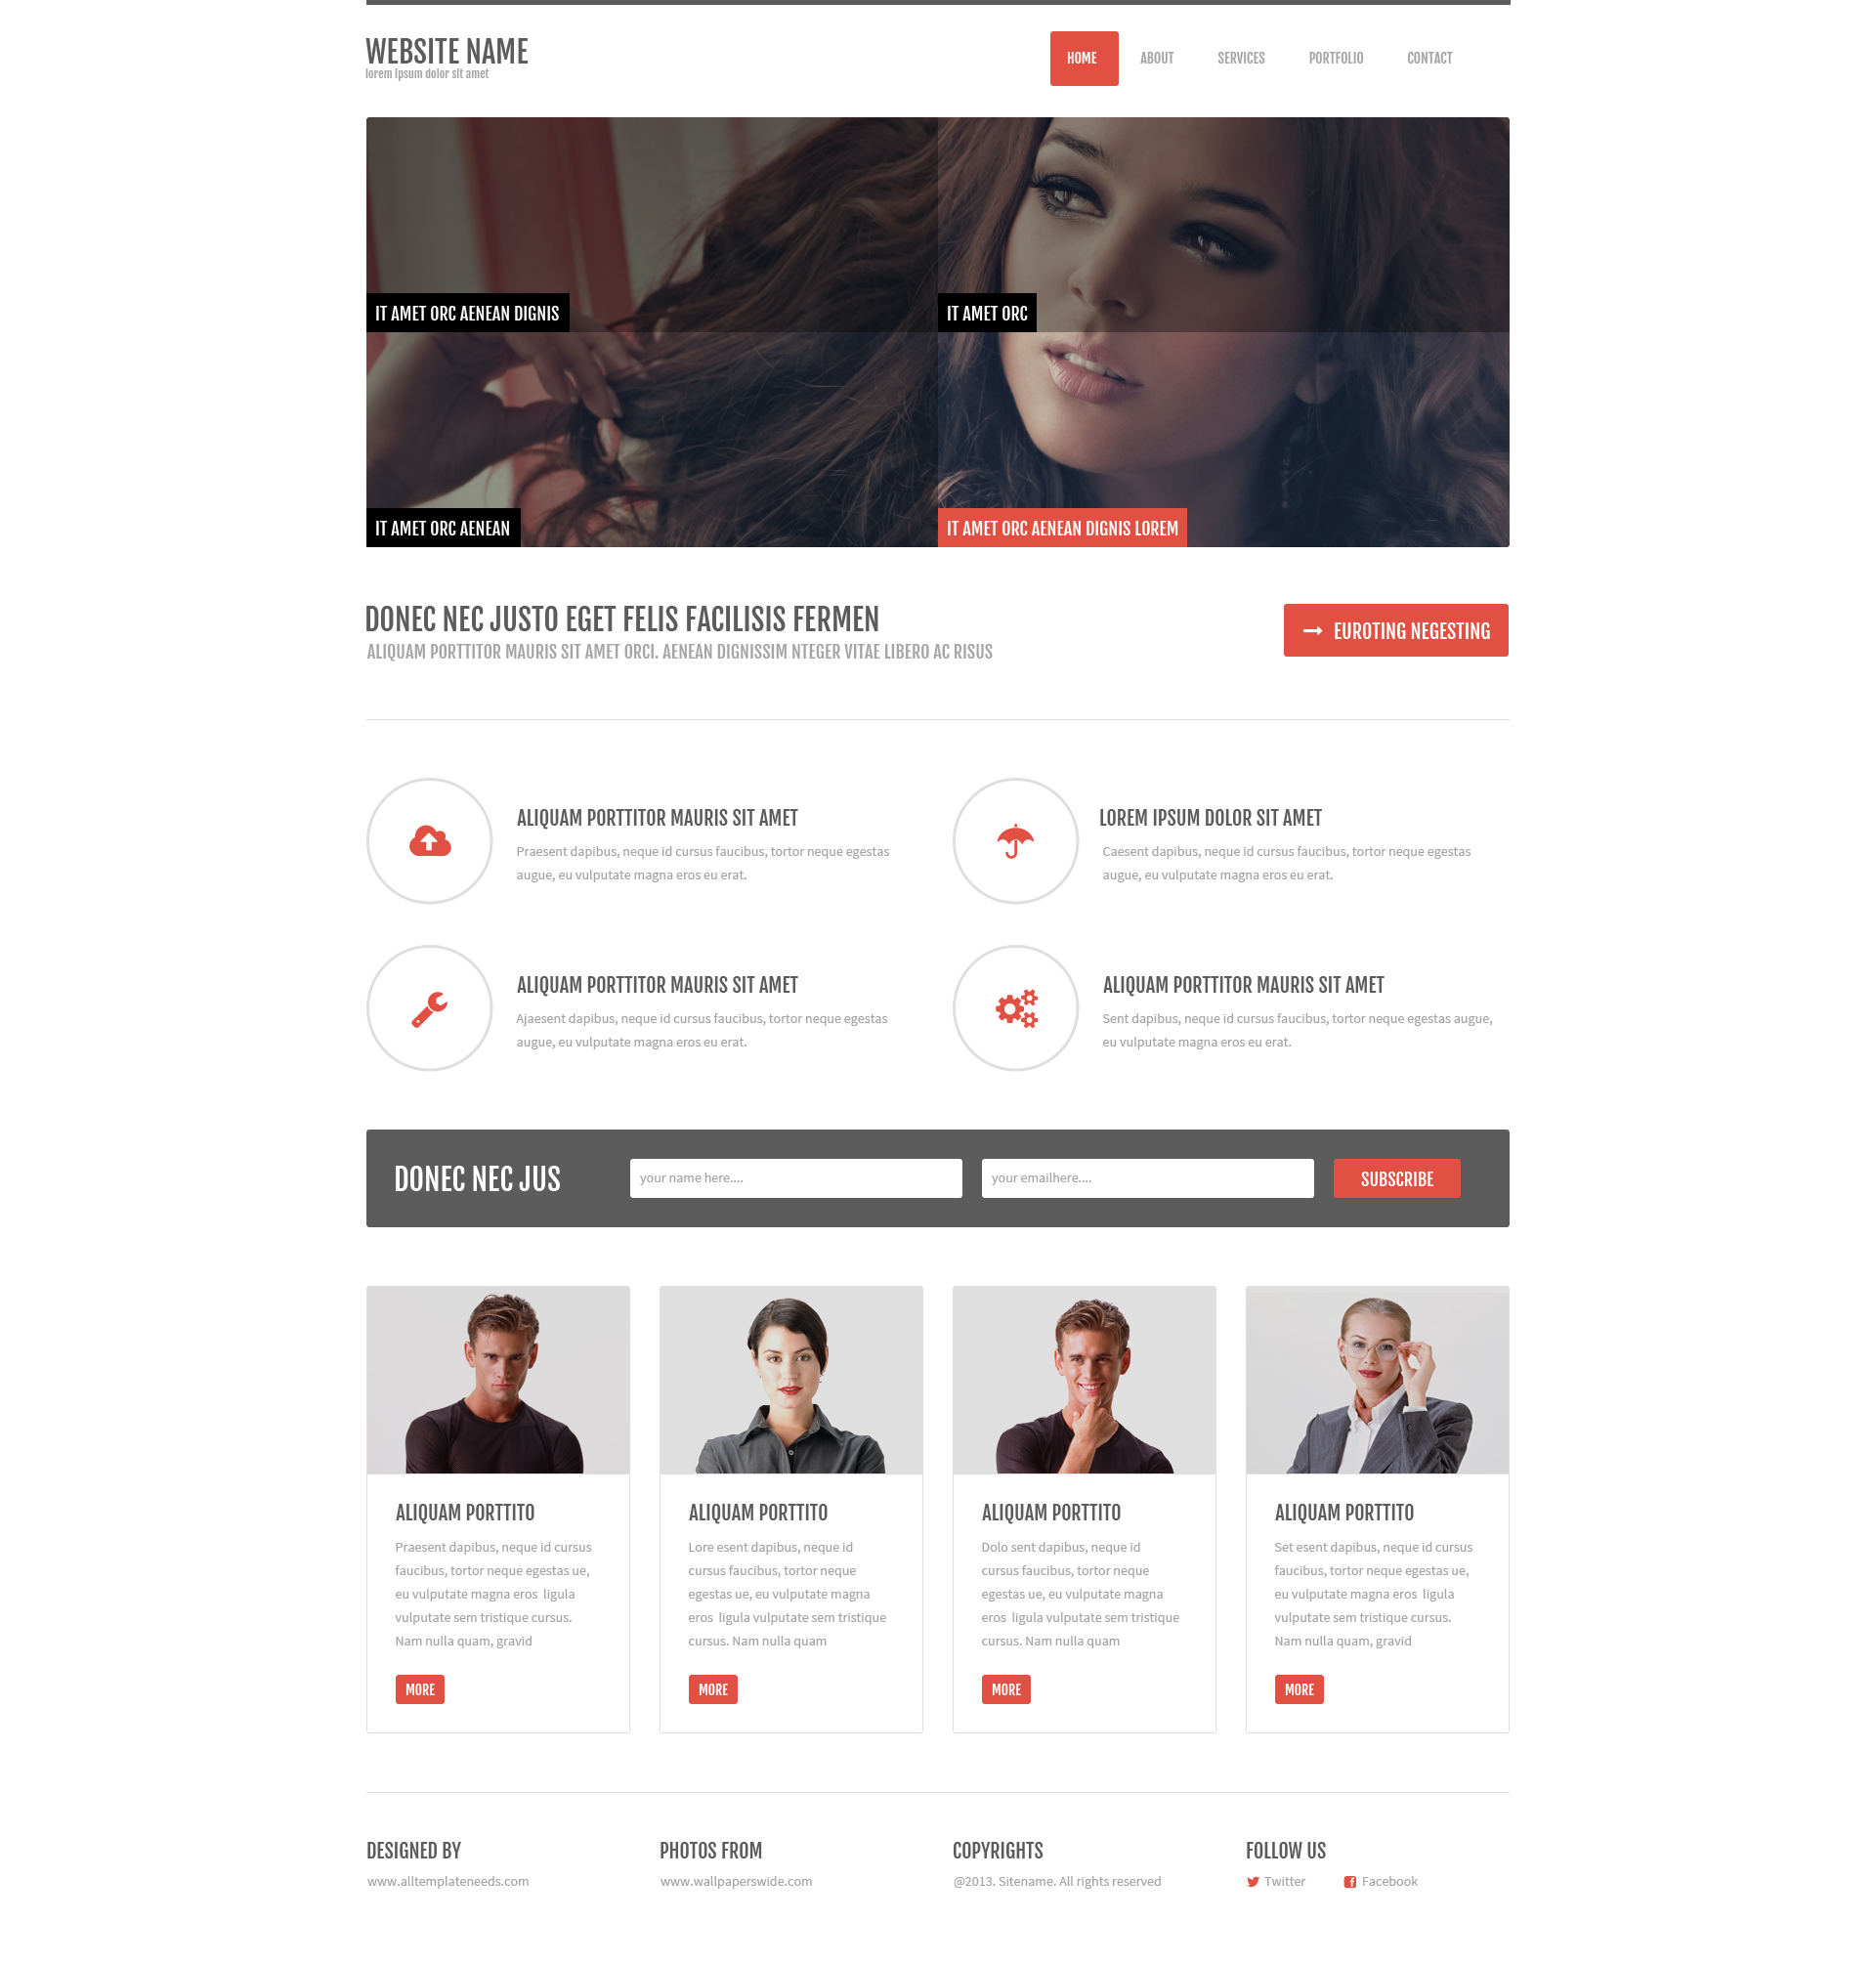 WEBSITE NAME
lorem ipsum dolor sit amet
HOME
ABOUT
SERVICES
PORTFOLIO
CONTACT
IT AMET ORC AENEAN DIGNIS
IT AMET ORC
IT AMET ORC AENEAN
IT AMET ORC AENEAN DIGNIS LOREM
DONEC NEC JUSTO EGET FELIS FACILISIS FERMEN
ALIQUAM PORTTITOR MAURIS SIT AMET ORCI. AENEAN DIGNISSIM NTEGER VITAE LIBERO AC RISUS
EUROTING NEGESTING
ALIQUAM PORTTITOR MAURIS SIT AMET
Praesent dapibus, neque id cursus faucibus, tortor neque egestas
augue, eu vulputate magna eros eu erat.
LOREM IPSUM DOLOR SIT AMET
Caesent dapibus, neque id cursus faucibus, tortor neque egestas
augue, eu vulputate magna eros eu erat.
ALIQUAM PORTTITOR MAURIS SIT AMET
Ajaesent dapibus, neque id cursus faucibus, tortor neque egestas
augue, eu vulputate magna eros eu erat.
ALIQUAM PORTTITOR MAURIS SIT AMET
Sent dapibus, neque id cursus faucibus, tortor neque egestas augue,
eu vulputate magna eros eu erat.
DONEC NEC JUS
your name here....
your emailhere....
SUBSCRIBE
ALIQUAM PORTTITO
Praesent dapibus, neque id cursus
faucibus, tortor neque egestas ue,
eu vulputate magna eros  ligula
vulputate sem tristique cursus.
Nam nulla quam, gravid
MORE
ALIQUAM PORTTITO
Lore esent dapibus, neque id
cursus faucibus, tortor neque
egestas ue, eu vulputate magna
eros  ligula vulputate sem tristique
cursus. Nam nulla quam
MORE
ALIQUAM PORTTITO
Dolo sent dapibus, neque id
cursus faucibus, tortor neque
egestas ue, eu vulputate magna
eros  ligula vulputate sem tristique
cursus. Nam nulla quam
MORE
ALIQUAM PORTTITO
Set esent dapibus, neque id cursus
faucibus, tortor neque egestas ue,
eu vulputate magna eros  ligula
vulputate sem tristique cursus.
Nam nulla quam, gravid
MORE
DESIGNED BY
www.alltemplateneeds.com
PHOTOS FROM
www.wallpaperswide.com
COPYRIGHTS
@2013. Sitename. All rights reserved
FOLLOW US
Twitter
Facebook